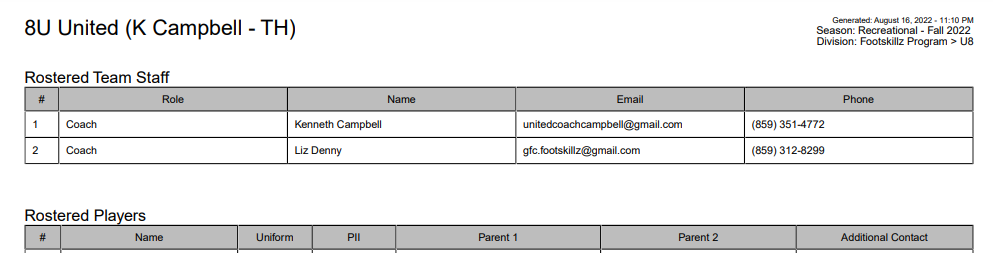 8U United (K Campbell - TH)
Generated: August 16, 2022 - 11:10 PM
Season: Recreational - Fall 2022
Division: Footskillz Program > U8
Rostered Team Staff
# Role Name Email Phone
1 Coach Kenneth Campbell unitedcoachcampbell@gmail.com (859) 351-4772
2 Coach Liz Denny gfc.footskillz@gmail.com (859) 312-8299
Rostered Players
# Name Uniform PII Parent 1 Parent 2 Additional Contact